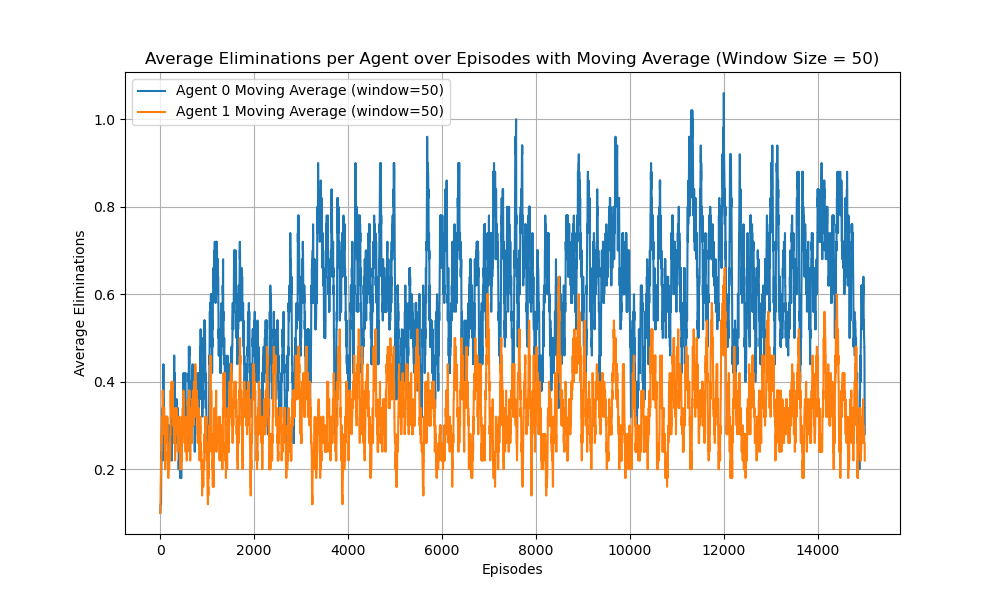 Average Eliminations per Agent over Episodes with Moving Average (Window Size = 50)
Agent 0 Moving Average (window=50)
Agent 1 Moving Average (window=50)
Average Eliminations
1.0
0.8
0.6
0.4
0.2
0
2000
4000
6000
8000
10000
12000
14000
Episodes